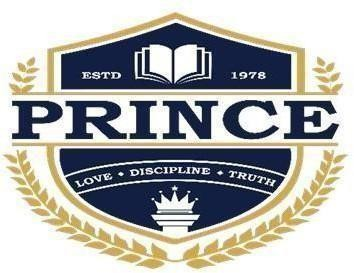 ESTD 1978
PRINCE
LOVE • DISCIPLINE • TRUTH